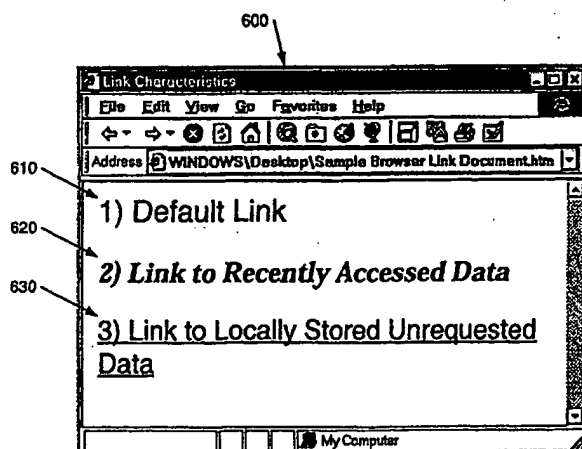 600
Link Characteristics
File Edit View Go Favorites Help
Address WINDOWS\Desktop\Sample Browser Link Document.htm
610
1) Default Link
620
2) Link to Recently Accessed Data
630
3) Link to Locally Stored Unrequested
Data
My Computer